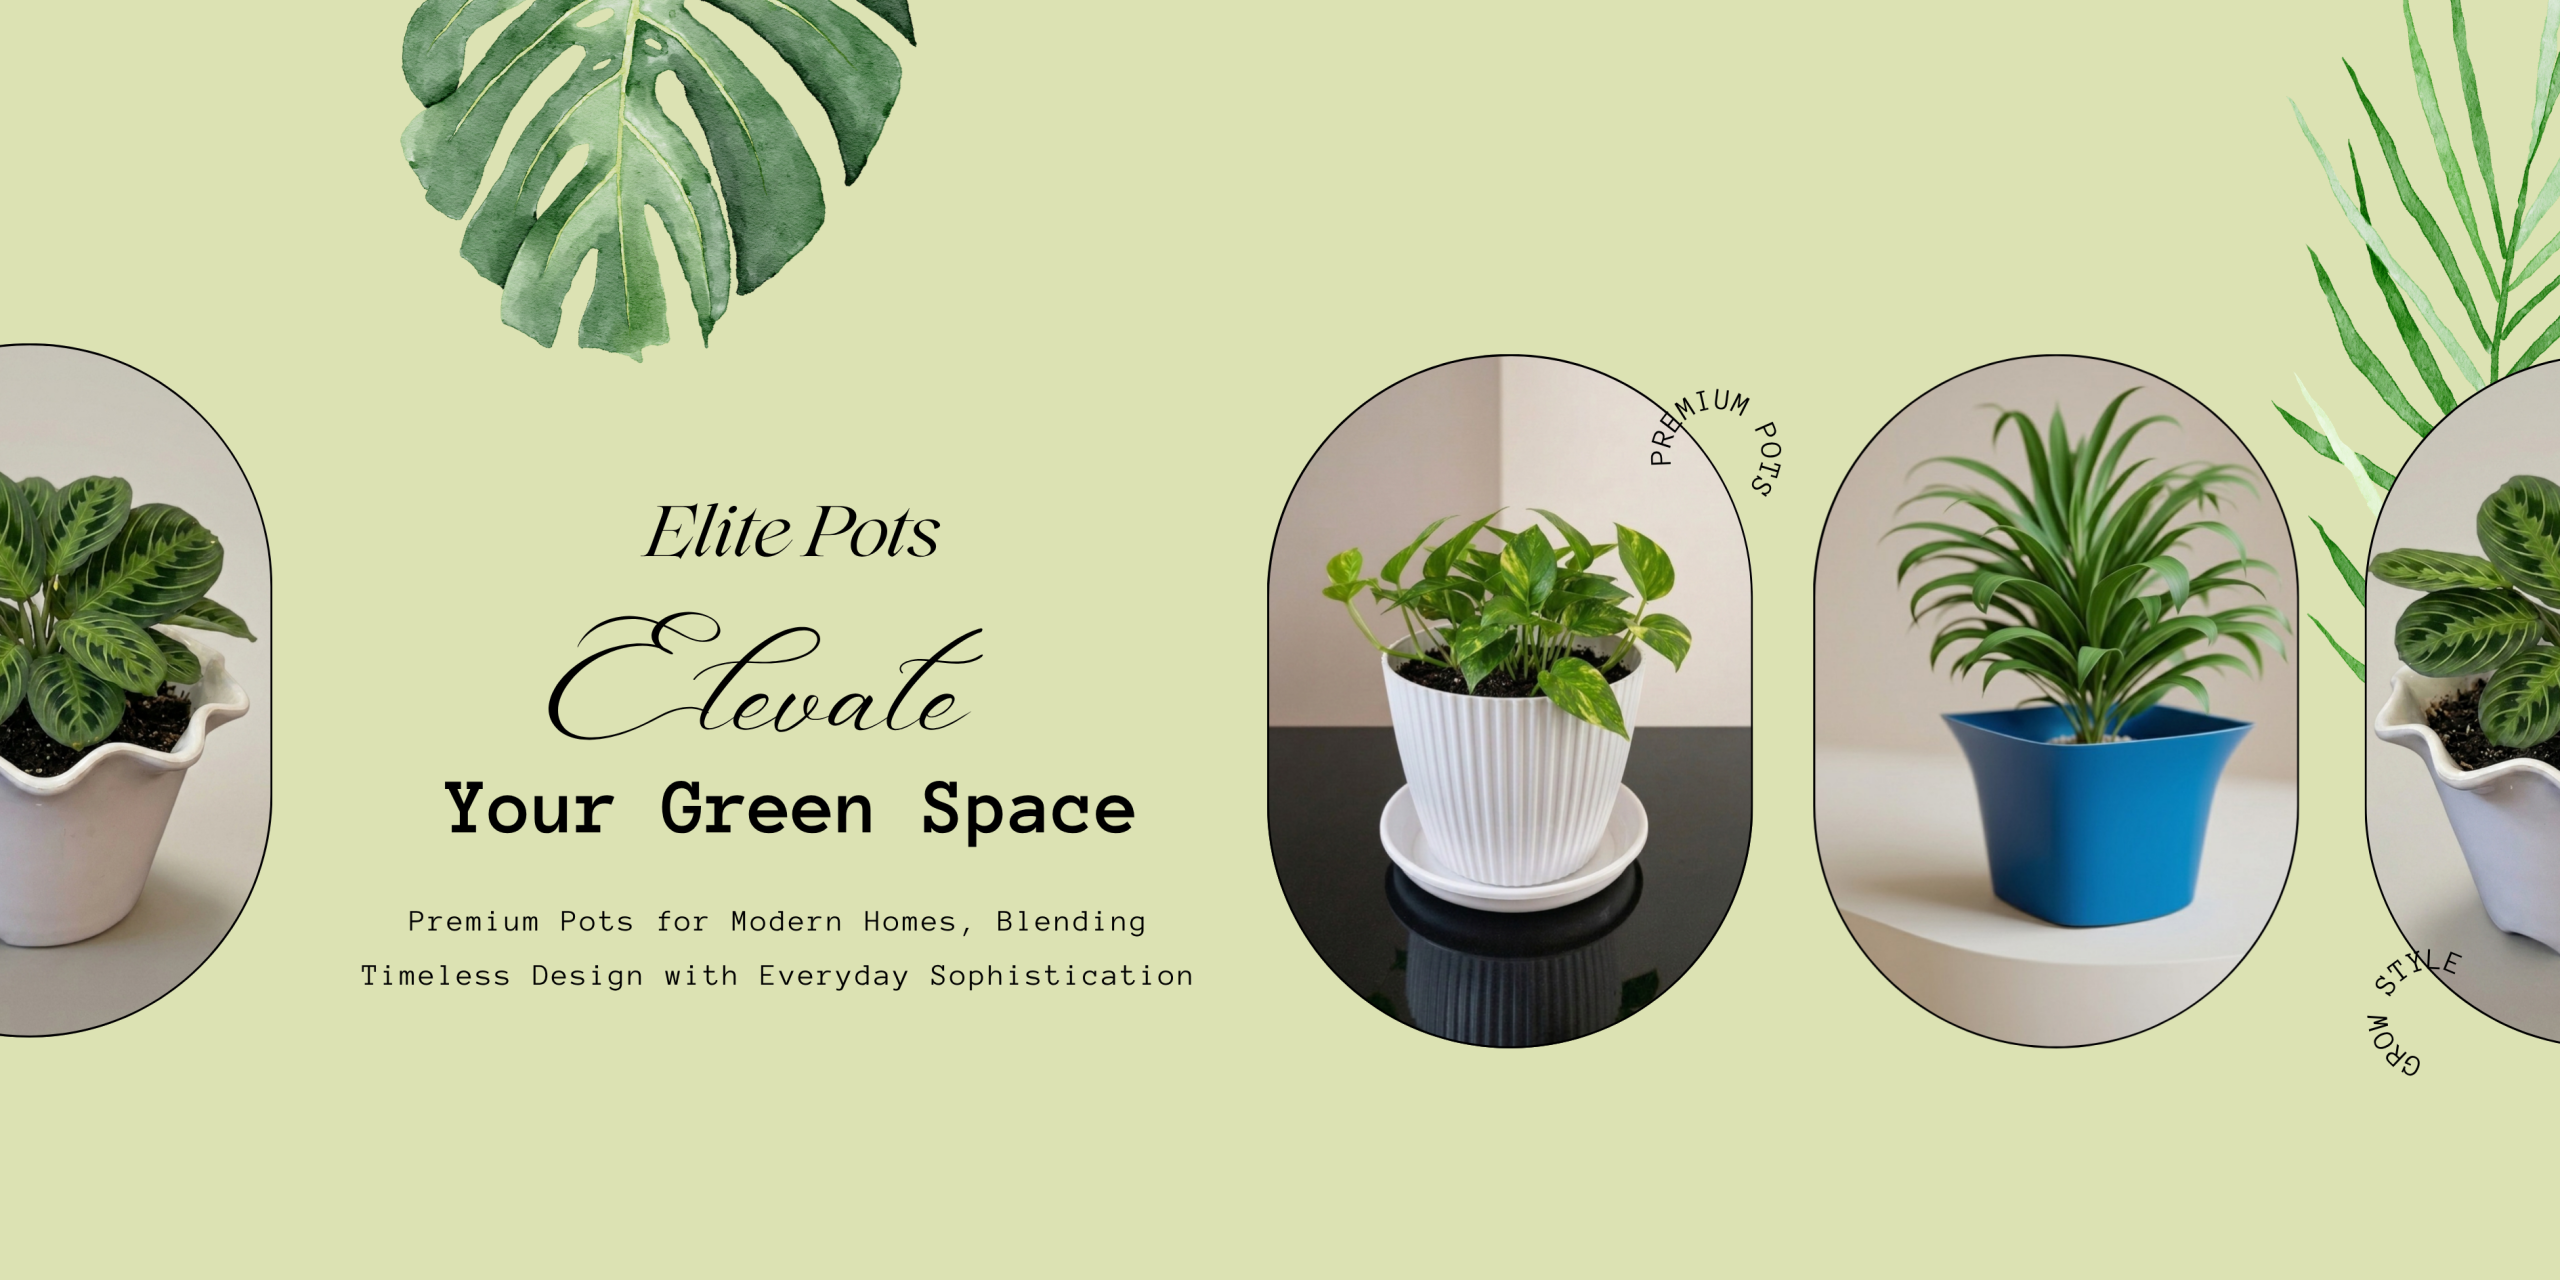 Elite Pots
Elevate
Your Green Space
Premium Pots for Modern Homes, Blending
Timeless Design with Everyday Sophistication
PREMIUM POTS
GROW STYLE